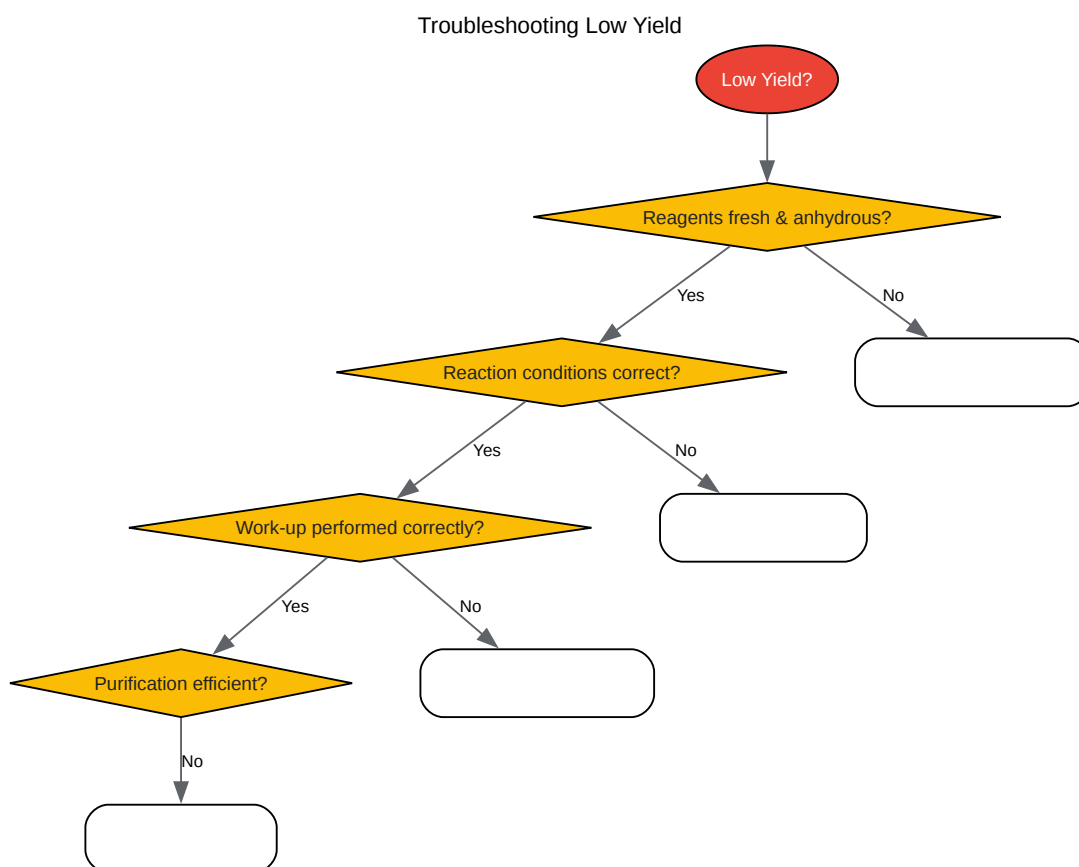 Troubleshooting Low Yield
Low Yield?
Reagents fresh & anhydrous?
Yes
No
Reaction conditions correct?
Yes
No
Work-up performed correctly?
Yes
No
Purification efficient?
No